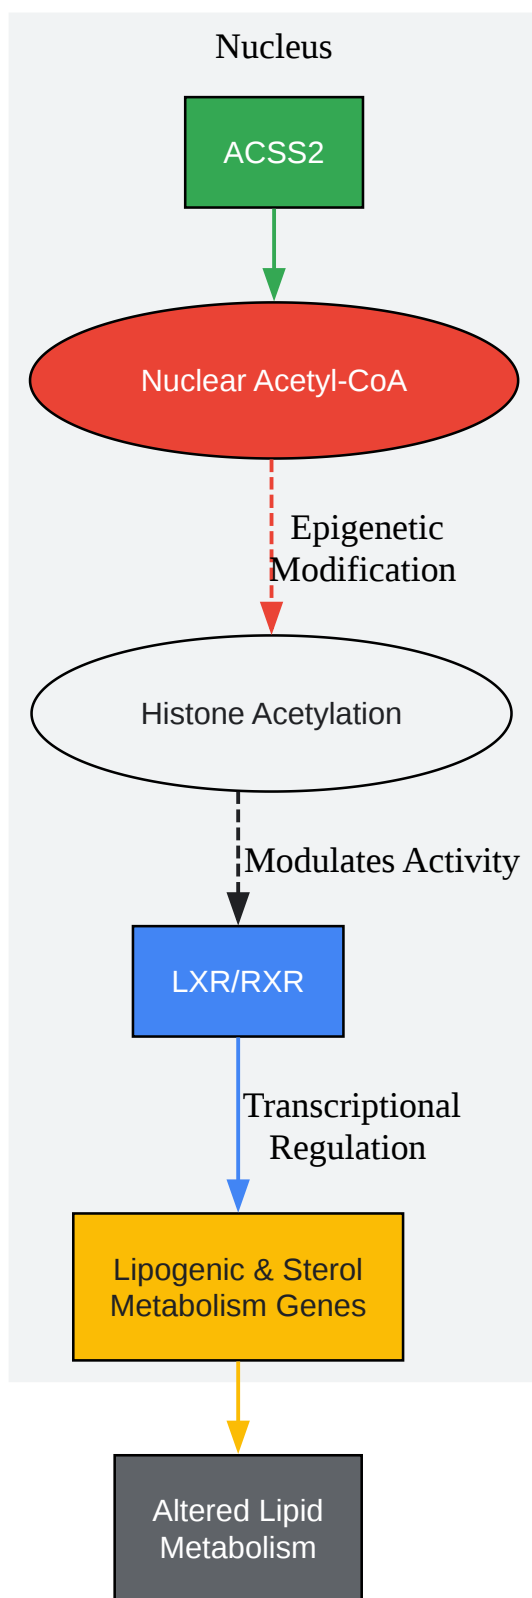 Nucleus
ACSS2
Nuclear Acetyl-CoA
Epigenetic
Modification
Histone Acetylation
Modulates Activity
LXR/RXR
Transcriptional
Regulation
Lipogenic & Sterol
Metabolism Genes
Altered Lipid
Metabolism